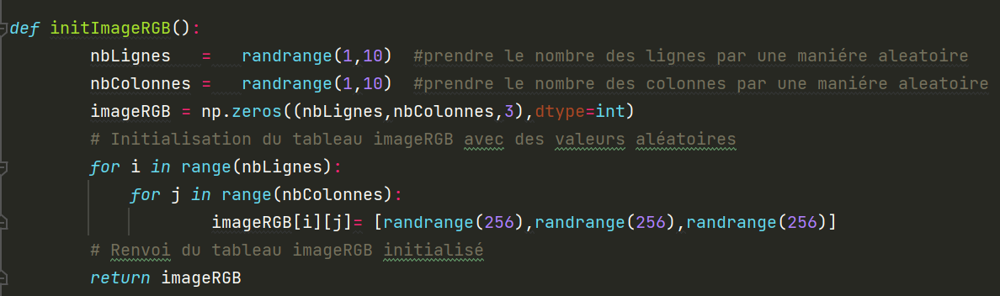 def initImageRGB():
        nbLignes   =   randrange(1,10)  #prendre le nombre des lignes par une maniére aleatoire
        nbColonnes =   randrange(1,10)  #prendre le nombre des colonnes par une maniére aleatoire
        imageRGB = np.zeros((nbLignes,nbColonnes,3),dtype=int)
        # Initialisation du tableau imageRGB avec des valeurs aléatoires
        for i in range(nbLignes):
            for j in range(nbColonnes):
                    imageRGB[i][j]= [randrange(256),randrange(256),randrange(256)]
        # Renvoi du tableau imageRGB initialisé
        return imageRGB